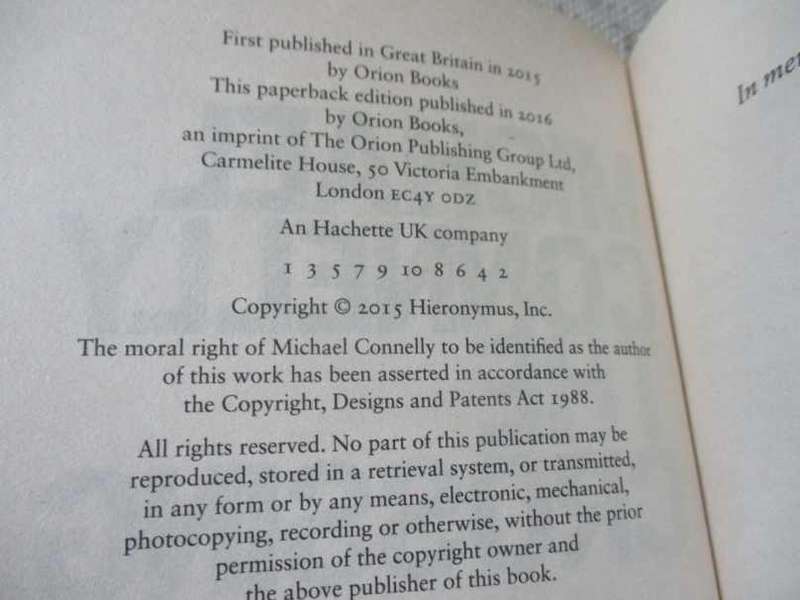 First published in Great Britain in 2015
by Orion Books
This paperback edition published in 2016
by Orion Books,
an imprint of The Orion Publishing Group Ltd,
Carmelite House, 50 Victoria Embankment
London EC4Y 0DZ
An Hachette UK company
1 3 5 7 9 10 8 6 4 2
Copyright © 2015 Hieronymus, Inc.
The moral right of Michael Connelly to be identified as the author
of this work has been asserted in accordance with
the Copyright, Designs and Patents Act 1988.
All rights reserved. No part of this publication may be
reproduced, stored in a retrieval system, or transmitted,
in any form or by any means, electronic, mechanical,
photocopying, recording or otherwise, without the prior
permission of the copyright owner and
the above publisher of this book.
In